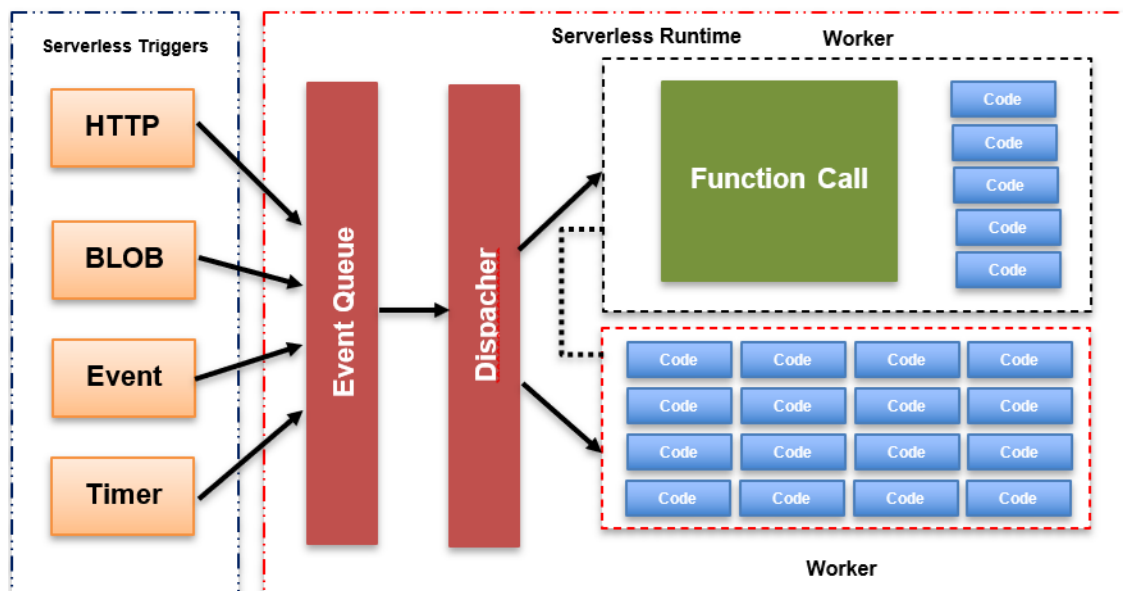 Serverless Triggers
HTTP
BLOB
Event
Timer
Serverless Runtime
Event Queue
Dispacher
Worker
Function Call
Code
Code
Code
Code
Code
Code Code Code Code
Code Code Code Code
Code Code Code Code
Code Code Code Code
Worker